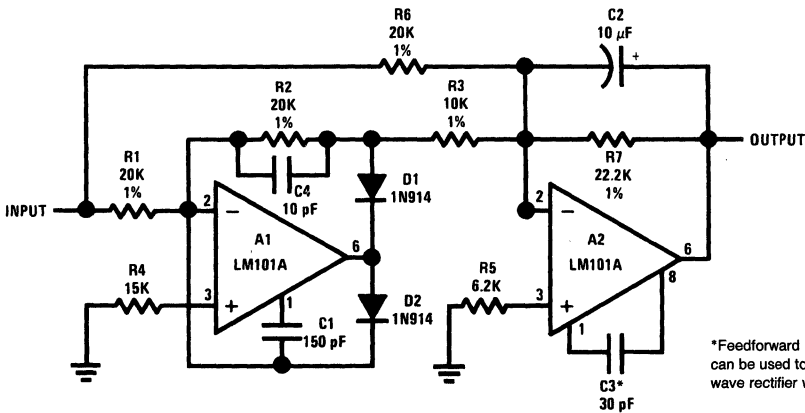 R6
20K
1%
C2
10 μF
+
R2
20K
1%
R3
10K
1%
OUTPUT
R1
20K
1%
C4
10 pF
D1
1N914
R7
22.2K
1%
INPUT
2
−
A1
LM101A
6
3
+
1
R4
15K
C1
150 pF
D2
1N914
2
−
A2
LM101A
6
8
R5
6.2K
3
+
1
C3*
30 pF
*Feedforward
can be used to
wave rectifier w